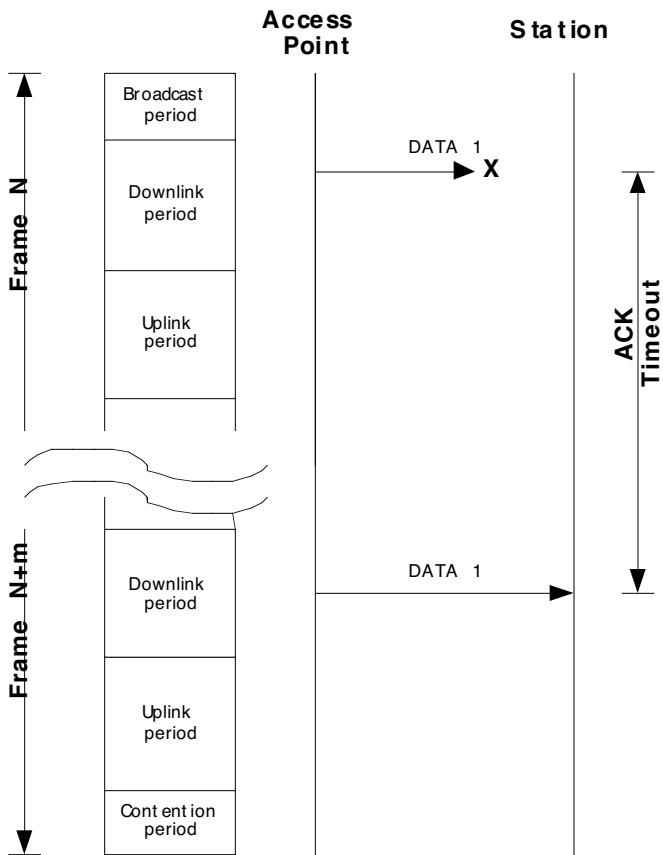 Access
Point
Station
Broadcast
period
DATA 1
X
Downlink
period
Frame N
Uplink
period
ACK
Timeout
Downlink
period
DATA 1
Frame N+m
Uplink
period
Contention
period